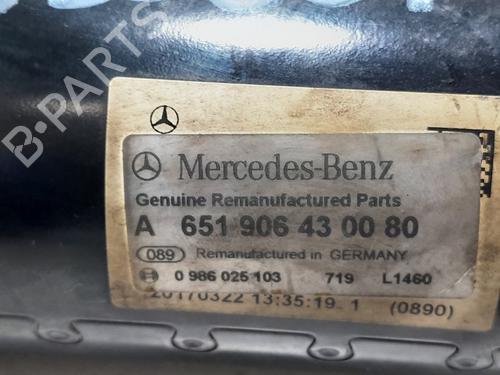 B-PARTS
Mercedes-Benz
Genuine Remanufactured Parts
A 651 906 43 00 80
089 Remanufactured in GERMANY
0 986 025 103 719 L1460
20170322 13:35:19 1 (0890)